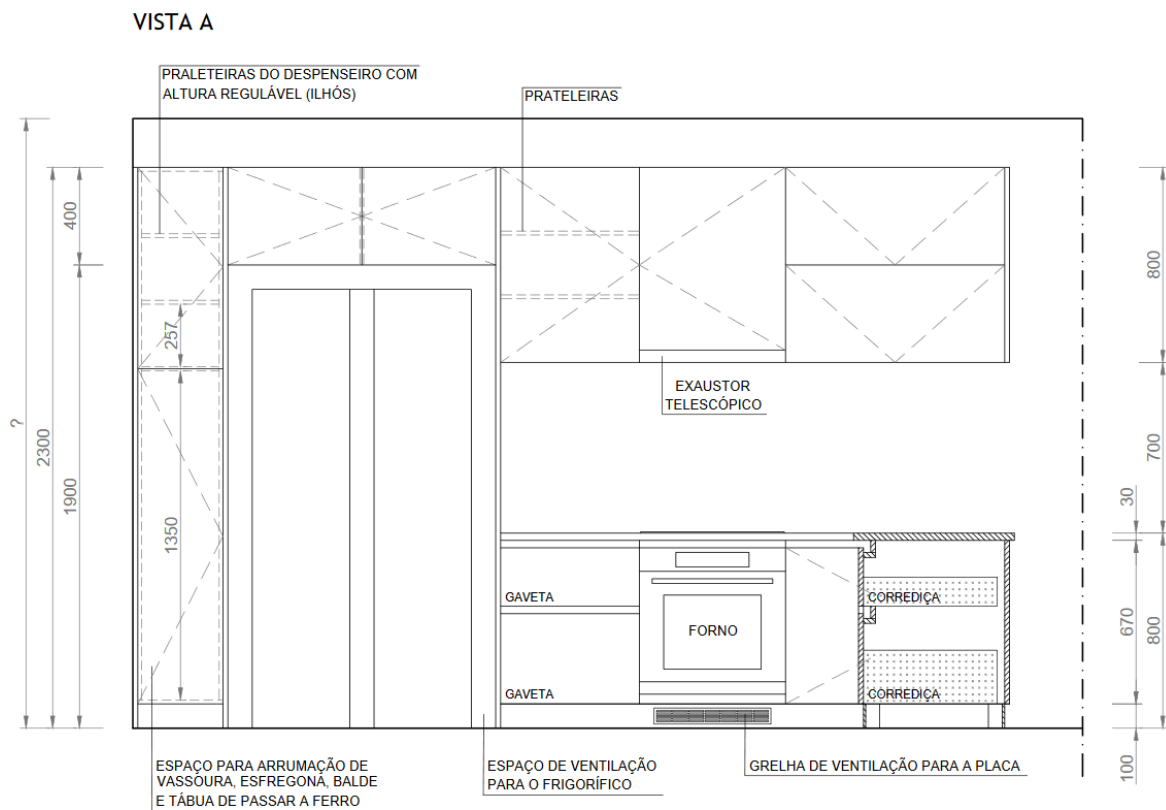 VISTA A
PRALETEIRAS DO DESPENSEIRO COM
ALTURA REGULÁVEL (ILHÓS)
PRATELEIRAS
400
800
257
EXAUSTOR
TELESCÓPICO
?
2300
1900
700
1350
30
GAVETA
CORREDIÇA
FORNO
670
800
GAVETA
CORREDIÇA
100
ESPAÇO PARA ARRUMAÇÃO DE
VASSOURA, ESFREGONA, BALDE
E TÁBUA DE PASSAR A FERRO
ESPAÇO DE VENTILAÇÃO
PARA O FRIGORÍFICO
GRELHA DE VENTILAÇÃO PARA A PLACA